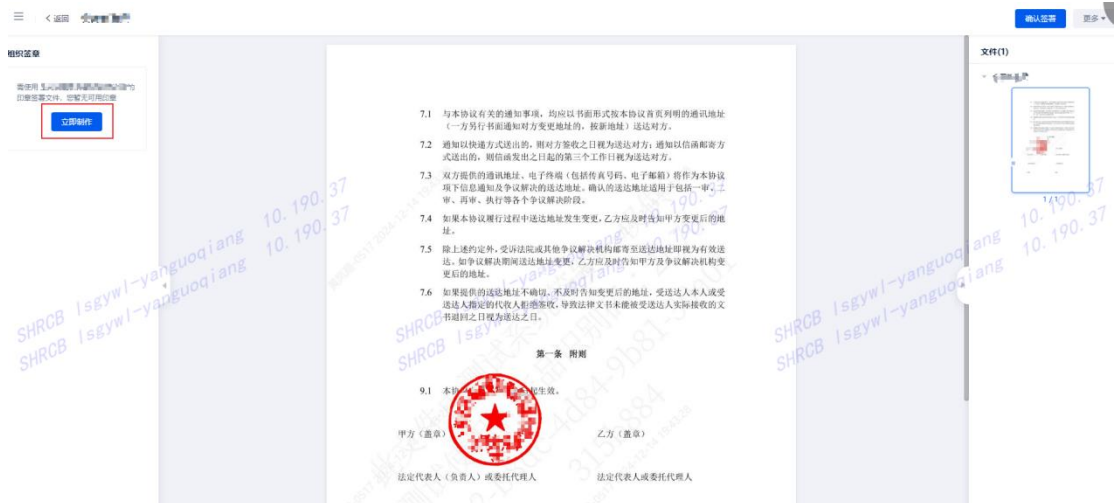 返回
确认签署
更多
组织签章
需使用
印章签署文件，您暂无可用印章
立即制作
文件(1)
1 / 1
7.1 与本协议有关的通知事项，均应以书面形式按本协议首页列明的通讯地址
（一方另行书面通知对方变更地址的，按新地址）送达对方。
7.2 通知以快递方式送出的，则对方签收之日视为送达对方；通知以信函邮寄方
式送出的，则信函发出之日起的第三个工作日视为送达对方。
7.3 双方提供的通讯地址、电子终端（包括传真号码、电子邮箱）将作为本协议
项下信息通知及争议解决的送达地址。确认的送达地址适用于包括一审、二
审、再审、执行等各个争议解决阶段。
7.4 如果本协议履行过程中送达地址发生变更，乙方应及时告知甲方变更后的地
址。
7.5 除上述约定外，受诉法院或其他争议解决机构邮寄至送达地址即视为有效送
达。如争议解决期间送达地址变更，乙方应及时告知甲方及争议解决机构变
更后的地址。
7.6 如果提供的送达地址不确切、不及时告知变更后的地址，受送达人本人或受
送达人指定的代收人拒绝签收，导致法律文书未能被受送达人实际接收的文
书退回之日视为送达之日。
第一条 附则
9.1 本协 起生效。
甲方（盖章） 乙方（盖章）
法定代表人（负责人）或委托代理人 法定代表人或委托代理人
SHRCB lsgywl-yanguoqiang 10.190.37
SHRCB lsgywl-yanguoqiang 10.190.37